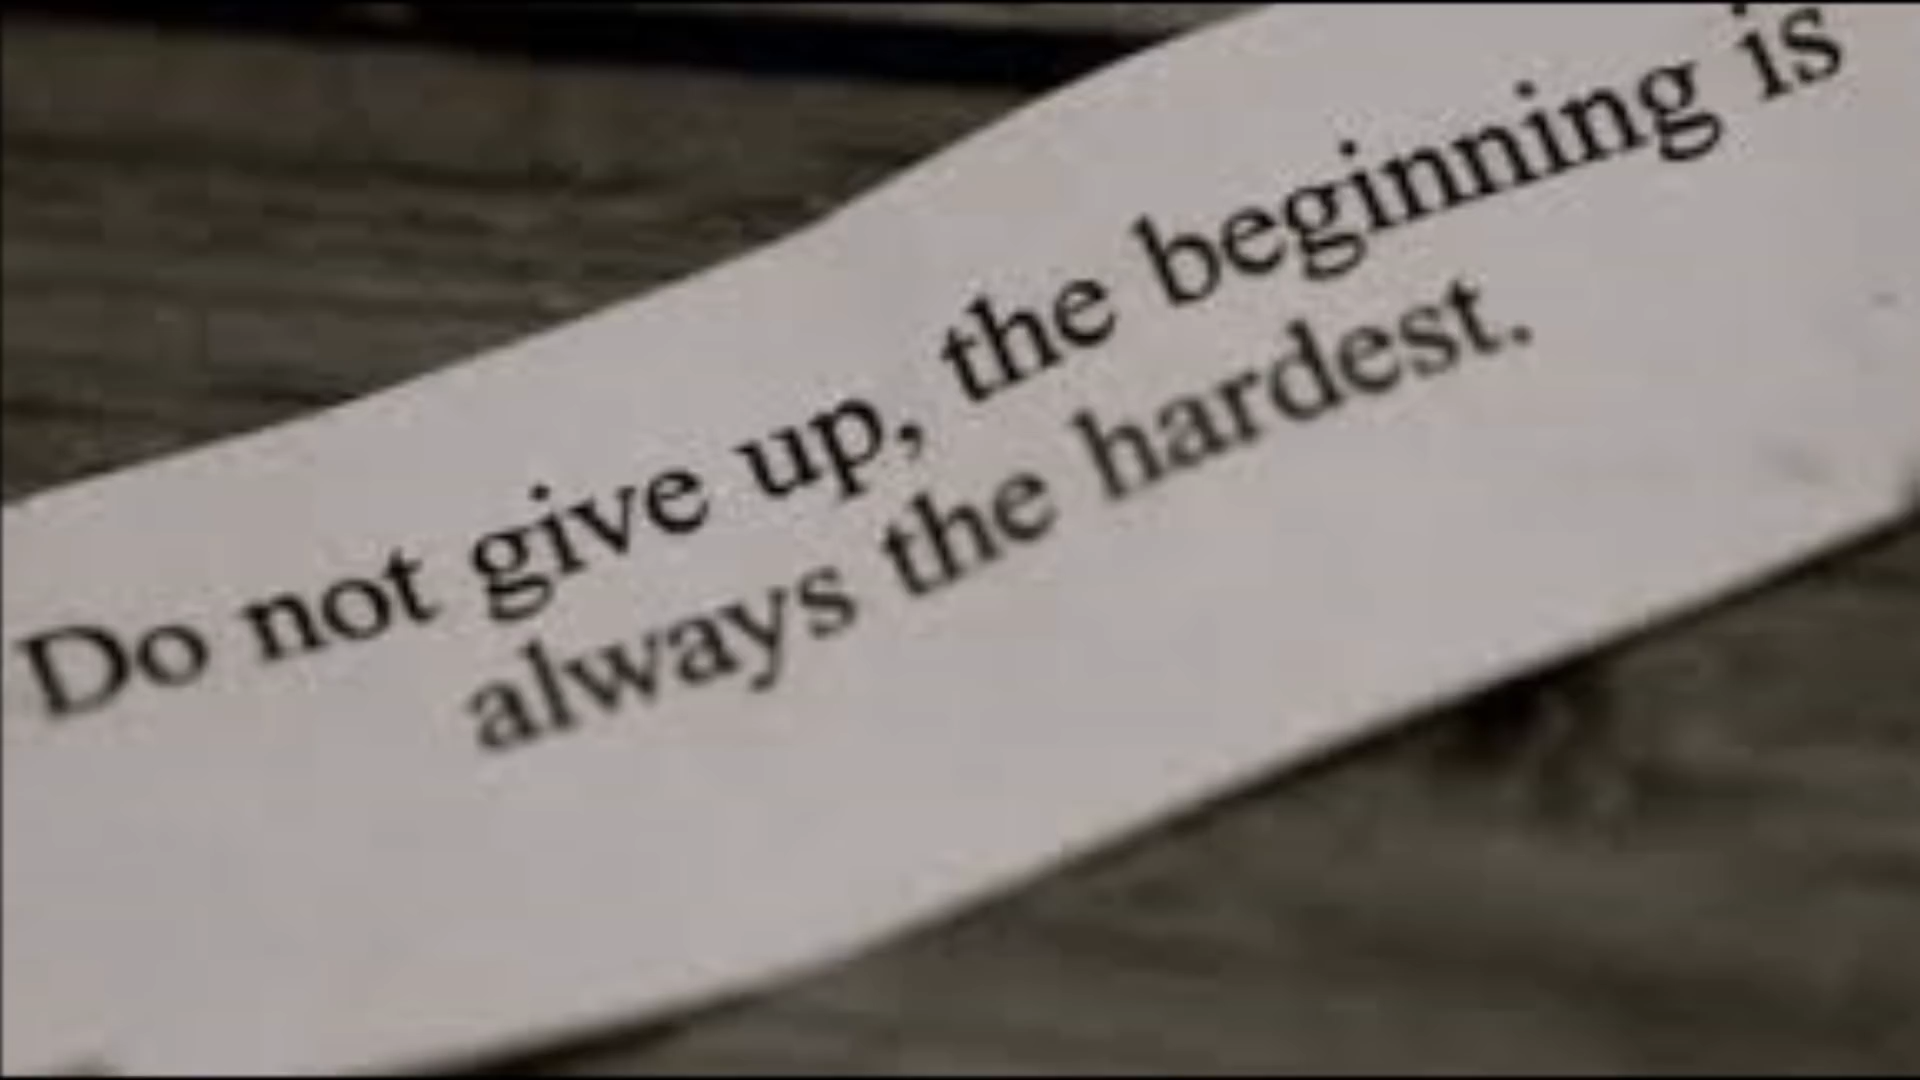 Do not give up, the beginning is
always the hardest.